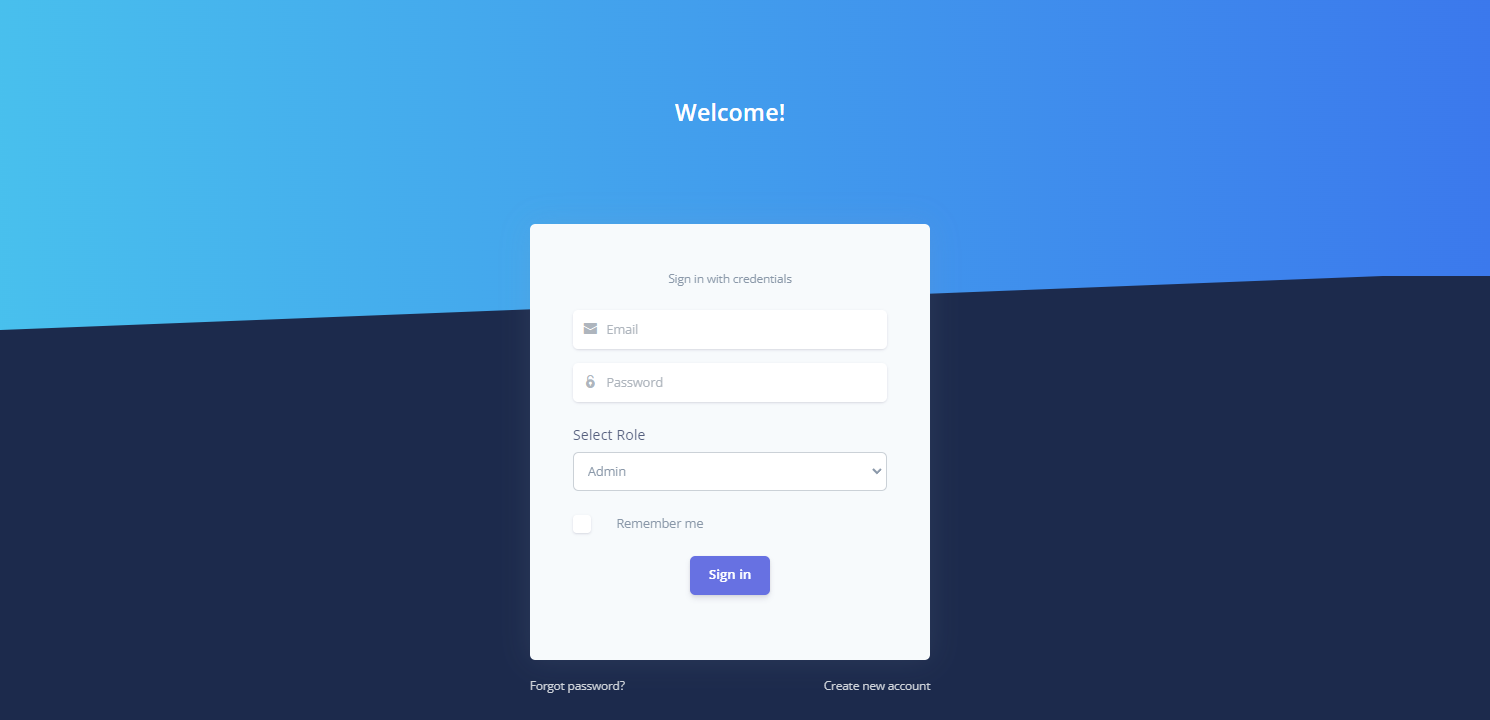 Welcome!
Sign in with credentials
Email
Password
Select Role
Admin
Remember me
Sign in
Forgot password?
Create new account